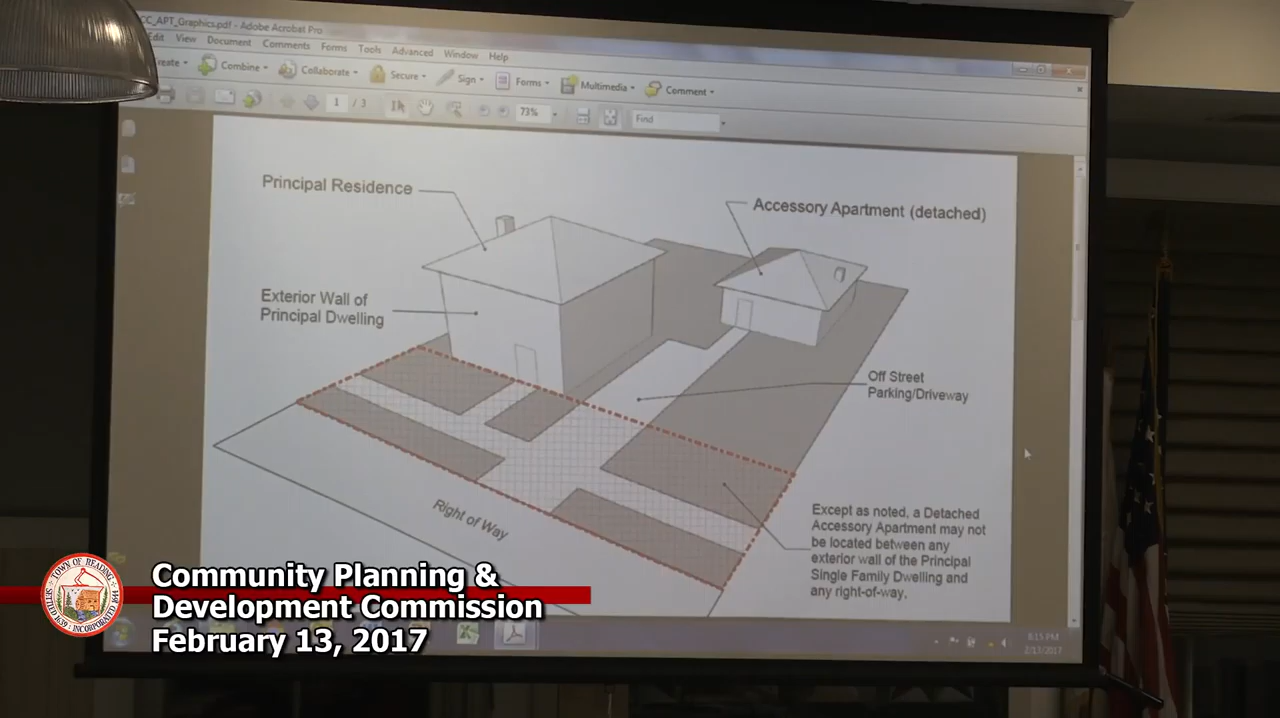 CC_APT_Graphics.pdf - Adobe Acrobat Pro
Edit View Document Comments Forms Tools Advanced Window Help
Combine Collaborate Secure Sign Forms Multimedia Comment
1 / 3 73% Find
Principal Residence
Accessory Apartment (detached)
Exterior Wall of
Principal Dwelling
Off Street
Parking/Driveway
Right of Way
Except as noted, a Detached
Accessory Apartment may not
be located between any
exterior wall of the Principal
Single Family Dwelling and
any right-of-way.
TOWN OF READING
SETTLED 1639 INCORPORATED 1644
Community Planning &
Development Commission
February 13, 2017
8:15 PM
2/13/2017